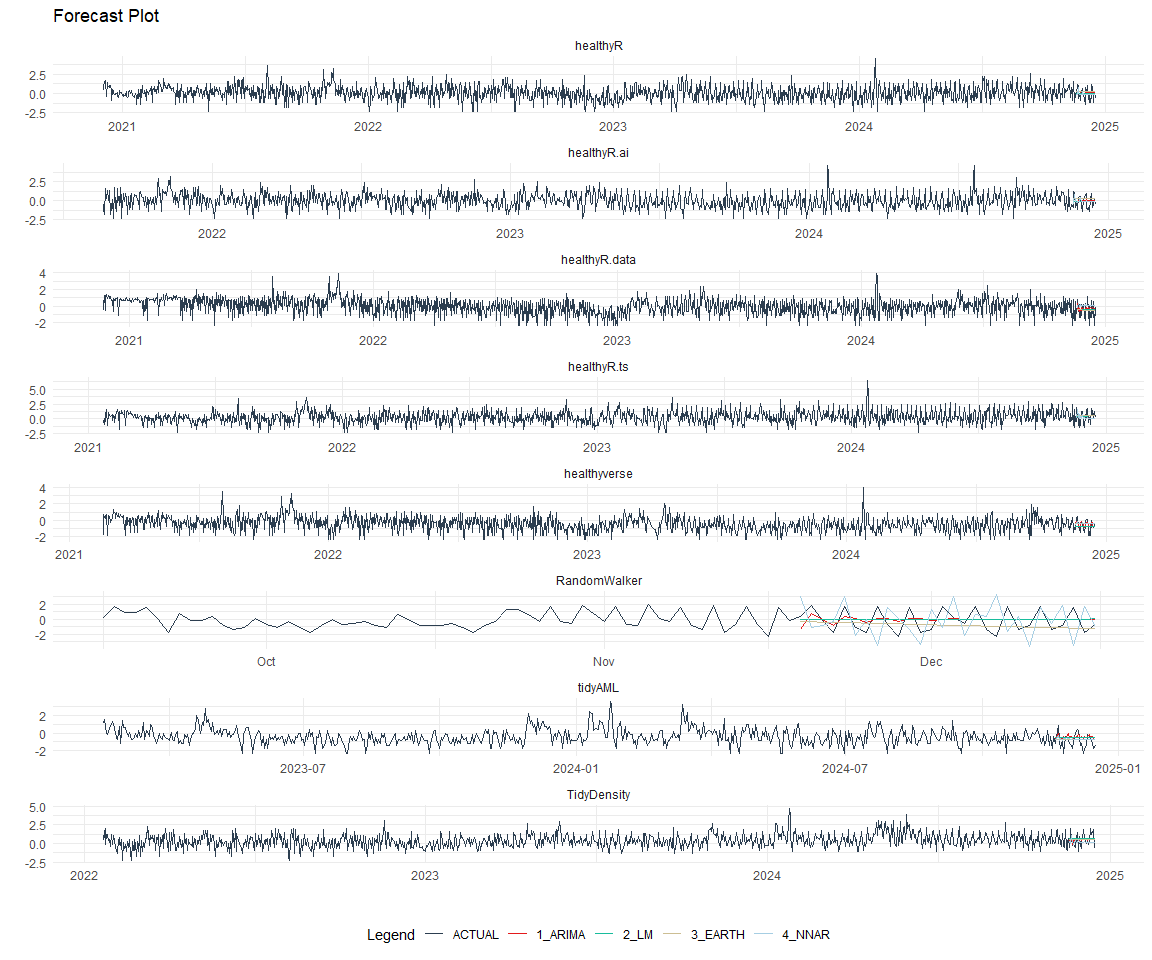 Forecast Plot
healthyR
2.5
0.0
-2.5
2021 2022 2023 2024 2025
healthyR.ai
2.5
0.0
-2.5
2022 2023 2024 2025
healthyR.data
4
2
0
-2
2021 2022 2023 2024 2025
healthyR.ts
5.0
2.5
0.0
-2.5
2021 2022 2023 2024 2025
healthyverse
4
2
0
-2
2021 2022 2023 2024 2025
RandomWalker
2
0
-2
Oct Nov Dec
tidyAML
2
0
-2
2023-07 2024-01 2024-07 2025-01
TidyDensity
5.0
2.5
0.0
-2.5
2022 2023 2024 2025
Legend ACTUAL 1_ARIMA 2_LM 3_EARTH 4_NNAR